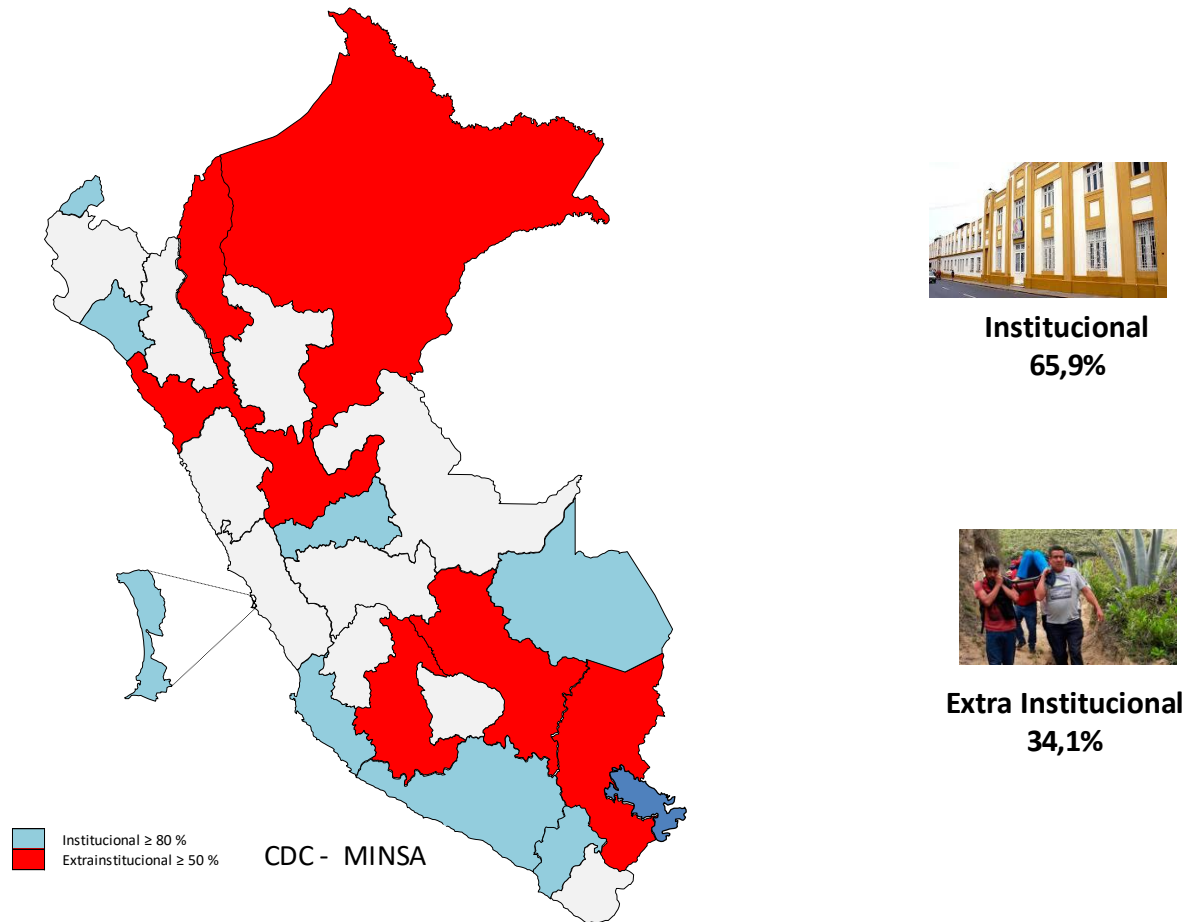 Institucional
65,9%
Extra Institucional
34,1%
Institucional ≥ 80 %
Extrainstitucional ≥ 50 %
CDC - MINSA